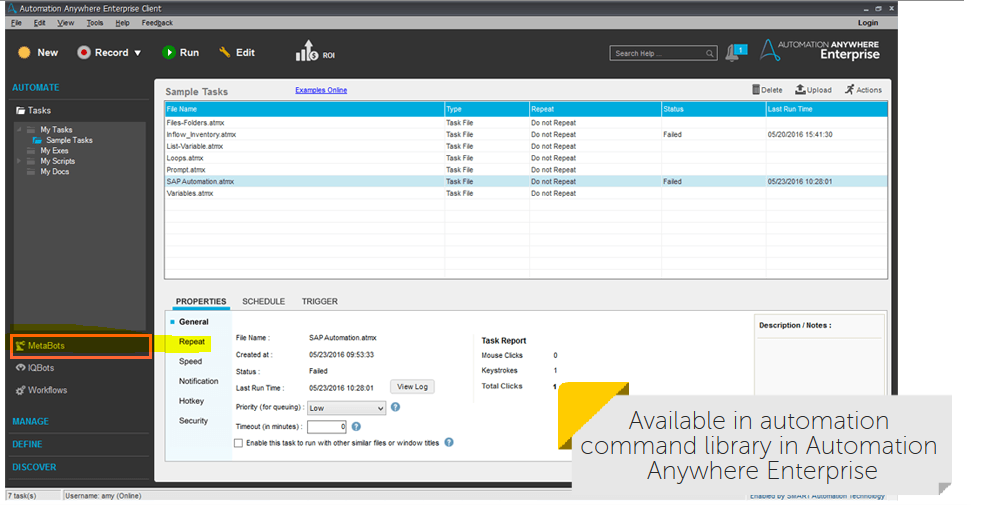 Automation Anywhere Enterprise Client
File Edit View Tools Help Feedback Login
New Record Run Edit ROI Search Help... 1 AUTOMATION ANYWHERE
Enterprise
AUTOMATE
Tasks
My Tasks
Sample Tasks
My Exes
My Scripts
My Docs
MetaBots
IQBots
Workflows
MANAGE
DEFINE
DISCOVER
Sample Tasks Examples Online Delete Upload Actions
File Name Type Repeat Status Last Run Time
Files-Folders.atmx Task File Do not Repeat
Inflow_Inventory.atmx Task File Do not Repeat Failed 05/20/2016 15:41:30
List-Variable.atmx Task File Do not Repeat
Loops.atmx Task File Do not Repeat
Prompt.atmx Task File Do not Repeat
SAP Automation.atmx Task File Do not Repeat Failed 05/23/2016 10:28:01
Variables.atmx Task File Do not Repeat
PROPERTIES SCHEDULE TRIGGER
General
Repeat
Speed
Notification
Hotkey
Security
File Name : SAP Automation.atmx
Created at : 05/23/2016 09:53:33
Status : Failed
Last Run Time : 05/23/2016 10:28:01 View Log
Priority (for queuing) : Low ?
Timeout (in minutes) : 0 ?
Enable this task to run with other similar files or window titles ?
Task Report
Mouse Clicks 0
Keystrokes 1
Total Clicks 1
Description / Notes :
Available in automation
command library in Automation
Anywhere Enterprise
7 task(s) Username: amy (Online) Enabled by SMART Automation Technology